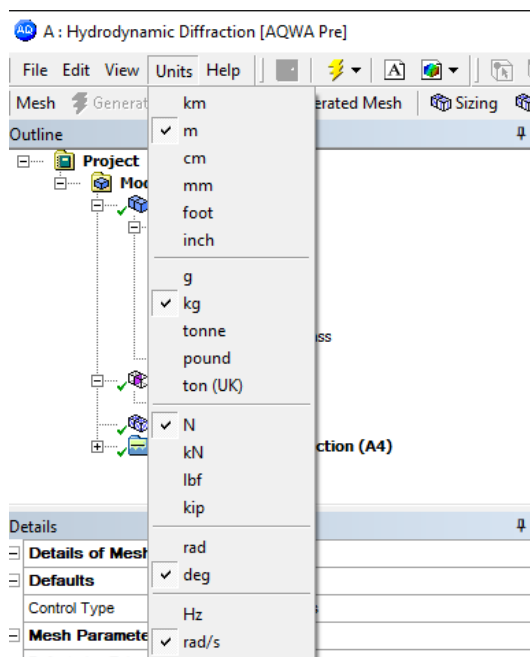 AQ A : Hydrodynamic Diffraction [AQWA Pre]
File Edit View Units Help A
Mesh Generat erated Mesh Sizing
Outline
km
m
cm
mm
foot
inch
Project
Mod
g
kg
tonne
pound
ton (UK)
ass
N
kN
lbf
kip
ction (A4)
rad
deg
Hz
rad/s
Details
Details of Mesh
Defaults
Control Type s
Mesh Paramete